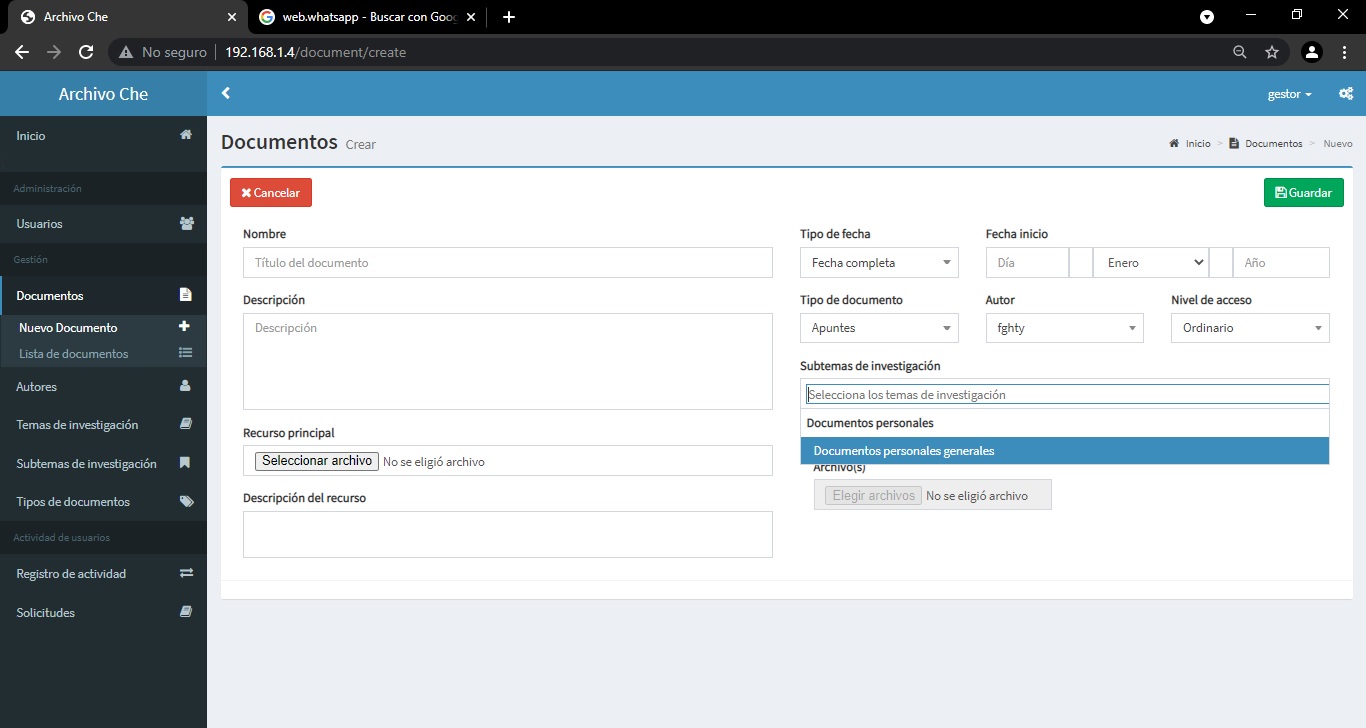 Archivo Che
web.whatsapp - Buscar con Goog
No seguro
192.168.1.4/document/create
Archivo Che
gestor
Inicio
Administración
Usuarios
Gestión
Documentos
Nuevo Documento
Lista de documentos
Autores
Temas de investigación
Subtemas de investigación
Tipos de documentos
Actividad de usuarios
Registro de actividad
Solicitudes
Documentos Crear
Inicio > Documentos > Nuevo
Cancelar
Guardar
Nombre
Título del documento
Descripción
Descripción
Recurso principal
Seleccionar archivo No se eligió archivo
Descripción del recurso
Tipo de fecha
Fecha completa
Fecha inicio
Día
Enero
Año
Tipo de documento
Apuntes
Autor
fghty
Nivel de acceso
Ordinario
Subtemas de investigación
Selecciona los temas de investigación
Documentos personales
Documentos personales generales
Archivo(s)
Elegir archivos No se eligió archivo